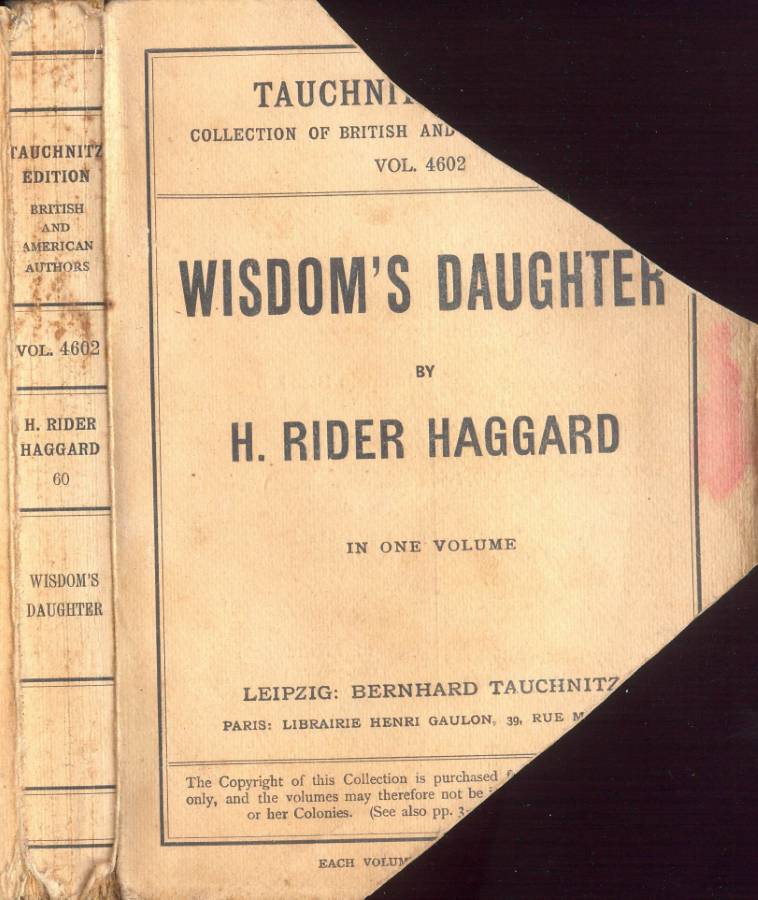 TAUCHNITZ
EDITION
BRITISH
AND
AMERICAN
AUTHORS
VOL. 4602
H. RIDER
HAGGARD
60
WISDOM'S
DAUGHTER
COLLECTION OF BRITISH AND
VOL. 4602
WISDOM'S DAUGHTER
BY
H. RIDER HAGGARD
IN ONE VOLUME
LEIPZIG: BERNHARD TAUCHNITZ
PARIS: LIBRAIRIE HENRI GAULON, 39, RUE
The Copyright of this Collection is purchased
only, and the volumes may therefore not be
or her Colonies. (See also pp.
EACH